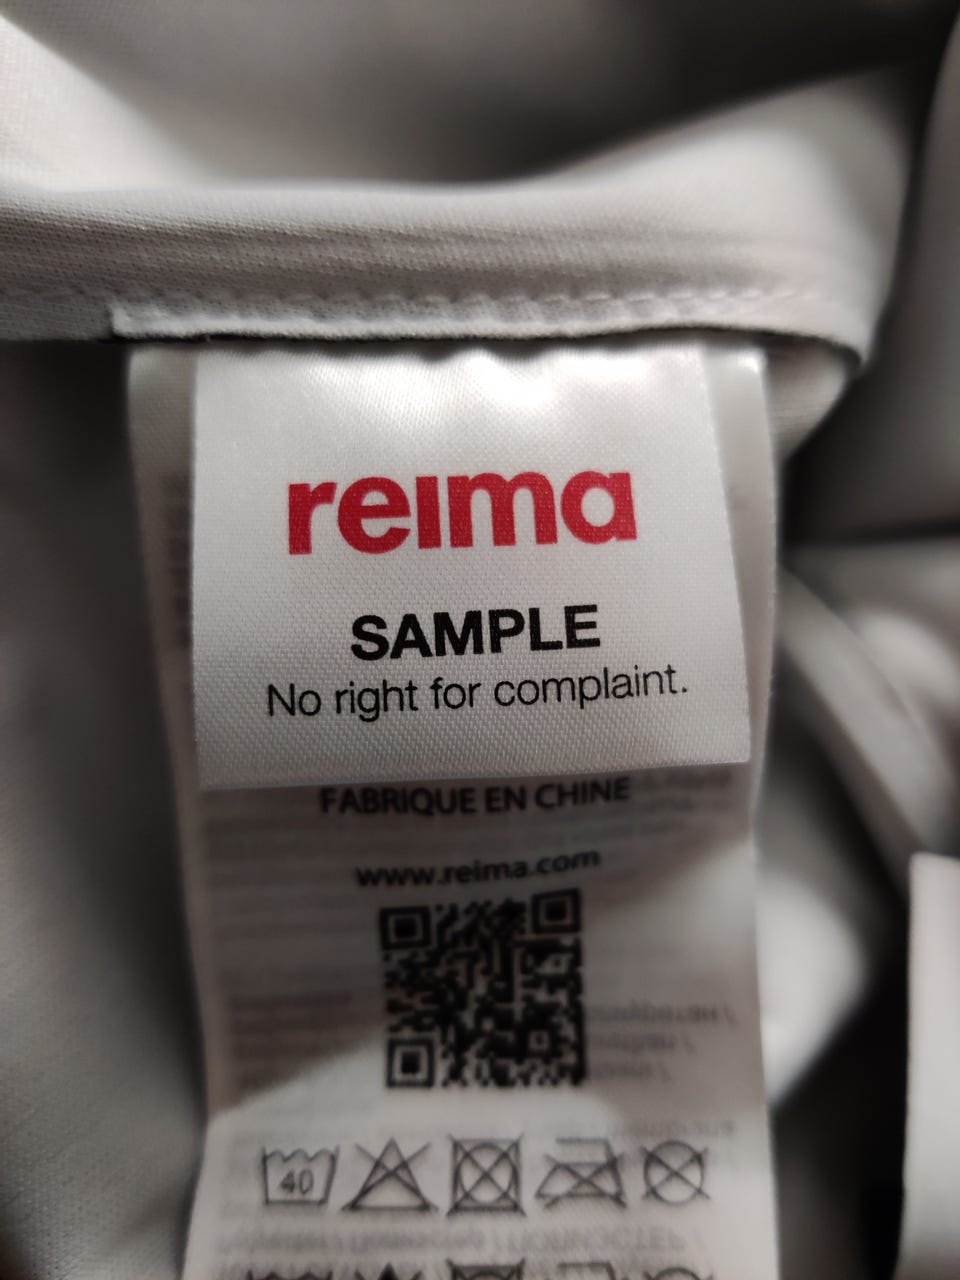 reima
SAMPLE
No right for complaint.
FABRIQUE EN CHINE
www.reima.com
40